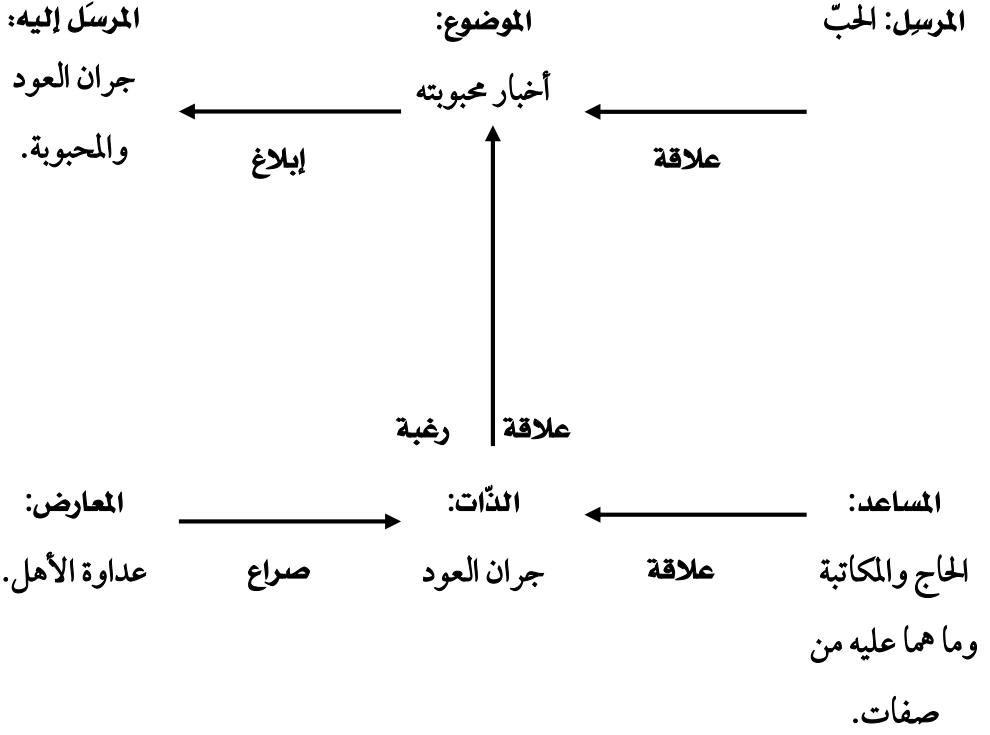 المرسِل: الحبّ
الموضوع:
المرسَل إليه:
أخبار محبوبته
جران العود
والمحبوبة.
علاقة
إبلاغ
علاقة
رغبة
المساعد:
الذّات:
المعارض:
الحاج والمكاتبة
علاقة
جران العود
صراع
عداوة الأهل.
وما هما عليه من
صفات.